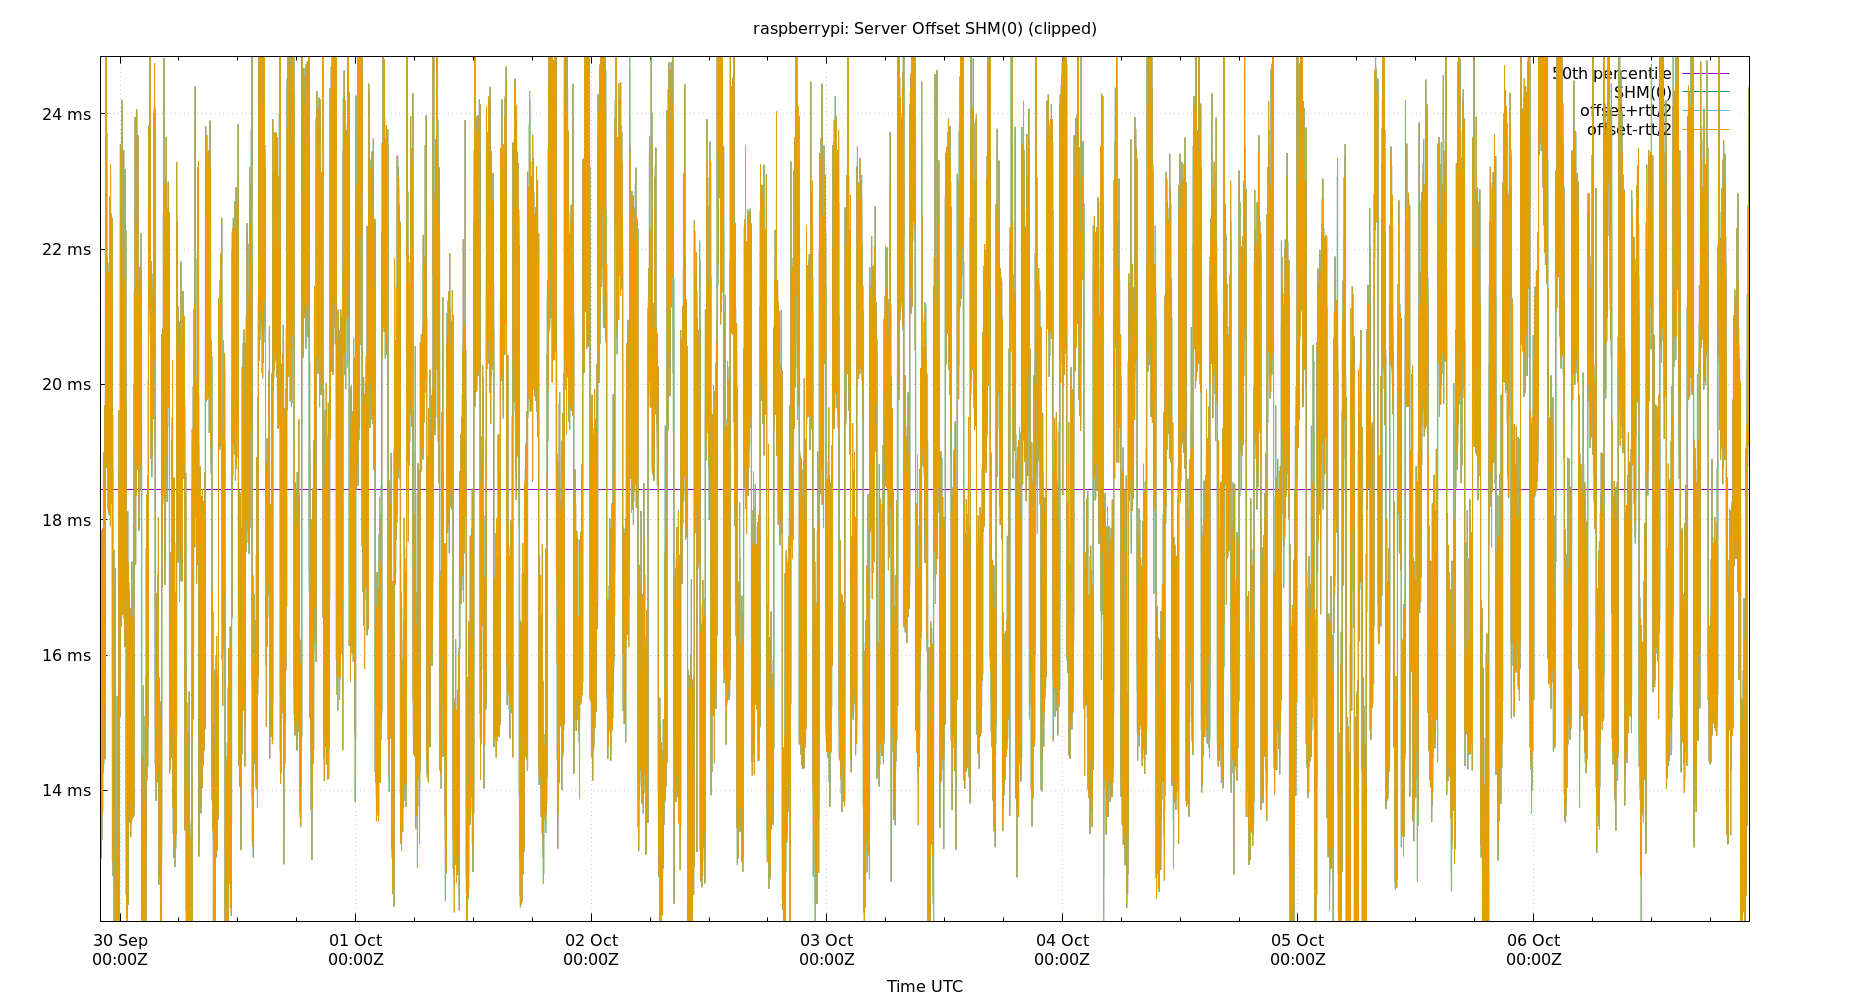 raspberrypi: Server Offset SHM(0) (clipped)
50th percentile
SHM(0)
offset+rtt/2
offset-rtt/2
24 ms
22 ms
20 ms
18 ms
16 ms
14 ms
30 Sep 01 Oct 02 Oct 03 Oct 04 Oct 05 Oct 06 Oct
00:00Z 00:00Z 00:00Z 00:00Z 00:00Z 00:00Z 00:00Z
Time UTC